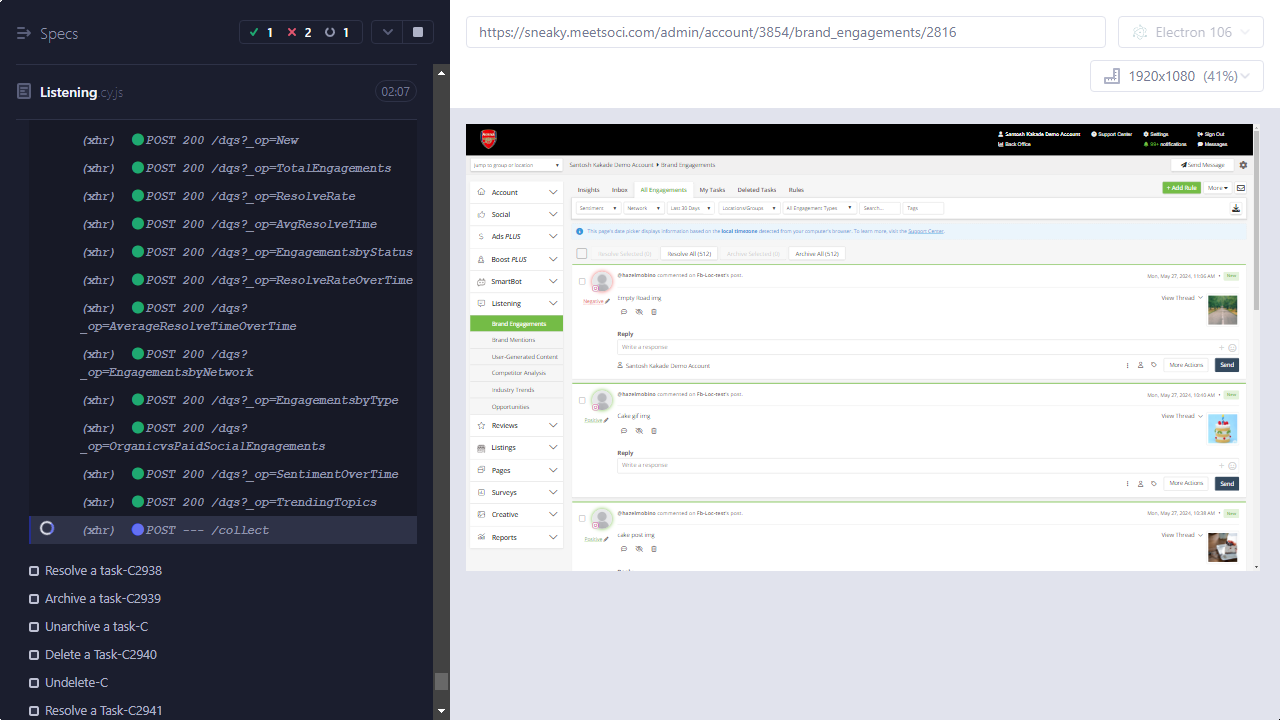 Specs
1
2
1
Listening.cy.js
02:07
(xhr) POST 200 /dqs?_op=New
(xhr) POST 200 /dqs?_op=TotalEngagements
(xhr) POST 200 /dqs?_op=ResolveRate
(xhr) POST 200 /dqs?_op=AvgResolveTime
(xhr)
(xhr)
(xhr) POST 200 /dqs?
_op=AverageResolveTimeOvertime
(xhr) POST 200 /dqs?
_op=EngagementsbyNetwork
(xhr) POST 200 /dqs?_op=EngagementsbyType
(xhr) POST 200 /dqs?
_op=OrganicvsPaidSocialEngagements
(xhr) POST 200 /dqs?_op=SentimentOverTime
(xhr) POST 200 /dqs?_op=TrendingTopics
(xhr) POST --- /collect
Resolve a task-C2938
Archive a task-C2939
Unarchive a task-C
Delete a Task-C2940
Undelete-C
Resolve a Task-C2941
https://sneaky.meetsoci.com/admin/account/3854/brand_engagements/2816
Electron 106
1920x1080 (41%)
Santosh Kakade Demo Account
Support Center
Settings
Sign Out
Back Office
99+ notifications
Messages
Jump to group or location
Santosh Kakade Demo Account
Brand Engagements
Send Message
Account
Social
Ads PLUS
Boost PLUS
SmartBot
Listening
Brand Engagements
Brand Mentions
User-Generated Content
Competitor Analysis
Industry Trends
Opportunities
Reviews
Listings
Pages
Surveys
Creative
Reports
Insights
Inbox
All Engagements
My Tasks
Deleted Tasks
Rules
+ Add Rule
More
Sentiment
Network
Last 30 Days
Locations/Groups
All Engagement Types
Search...
Tags
This page's date picker displays information based on the local timezone detected from your computer's browser. To learn more, visit the Support Center.
Resolve Selected (0)
Resolve All (512)
Archive Selected (0)
Archive All (512)
@hazelmobino commented on Fb-Loc-test's post.
Mon, May 27, 2024, 11:06 AM
New
Negative
Empty Road img
View Thread
Reply
Write a response
Santosh Kakade Demo Account
More Actions
Send
@hazelmobino commented on Fb-Loc-test's post.
Mon, May 27, 2024, 10:40 AM
New
Positive
Cake gif img
View Thread
Reply
Write a response
More Actions
Send
@hazelmobino commented on Fb-Loc-test's post.
Mon, May 27, 2024, 10:38 AM
New
Positive
Lake post img
View Thread